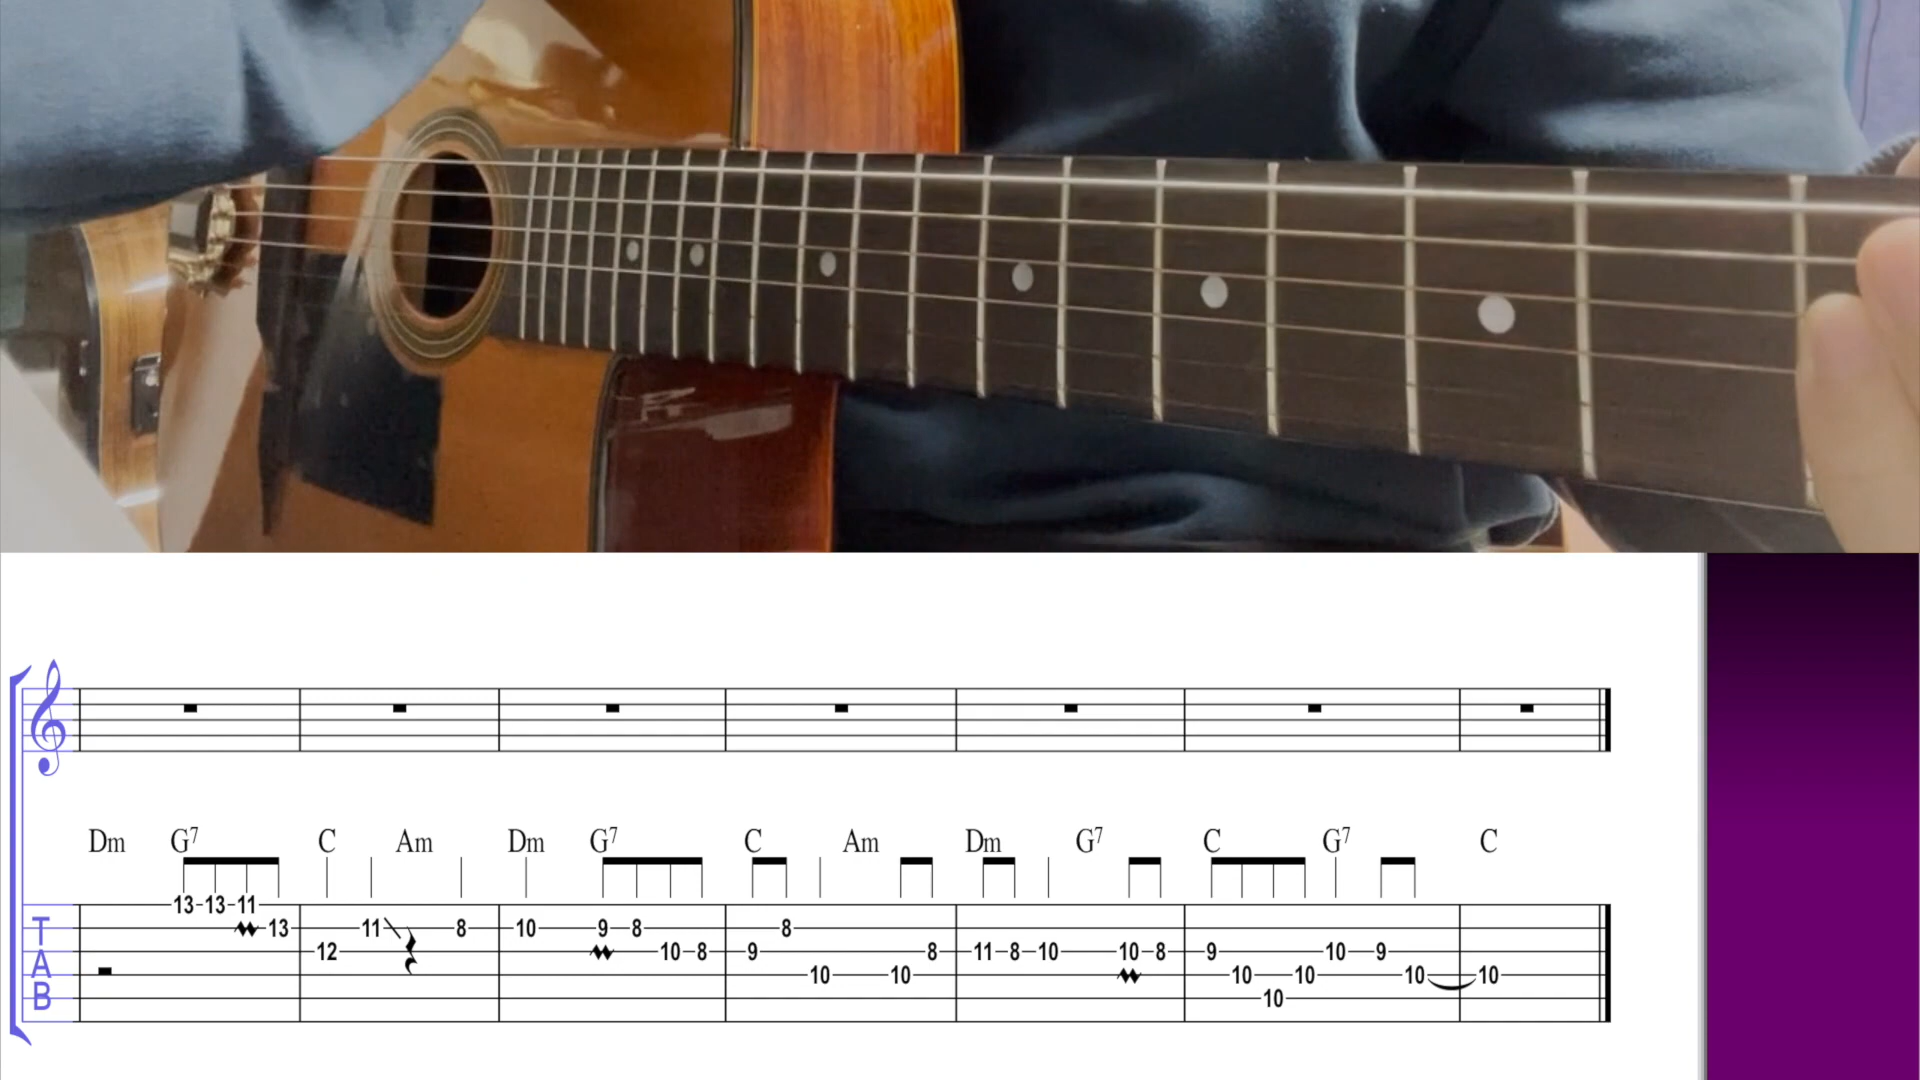 Dm G7 C Am Dm G7 C Am Dm G7 C G7 C
13 13 11 11 8 10 9 8 8
13
T 12 10 8 9 8 11 8 10 10 8 9 10 9
A 10 10 10 10 10 10
B 10